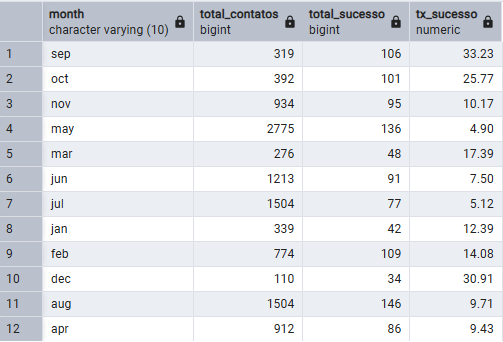 month total_contatos total_sucesso tx_sucesso
character varying (10) bigint bigint numeric
1 sep 319 106 33.23
2 oct 392 101 25.77
3 nov 934 95 10.17
4 may 2775 136 4.90
5 mar 276 48 17.39
6 jun 1213 91 7.50
7 jul 1504 77 5.12
8 jan 339 42 12.39
9 feb 774 109 14.08
10 dec 110 34 30.91
11 aug 1504 146 9.71
12 apr 912 86 9.43